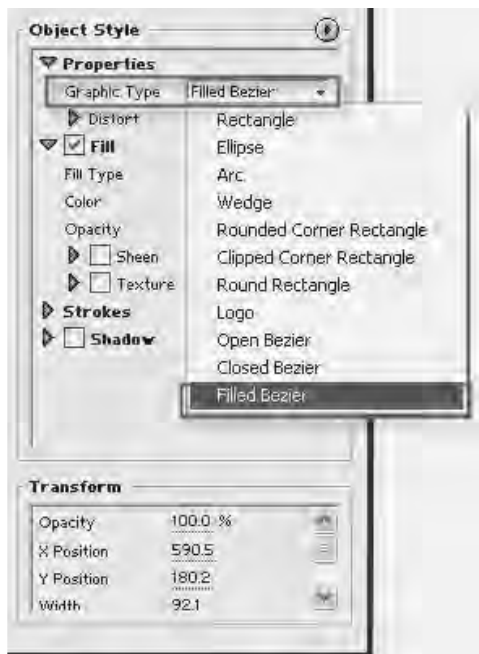 Object Style
Properties
Graphic Type Filled Bezier
Distort
Rectangle
Ellipse
Arc
Wedge
Rounded Corner Rectangle
Clipped Corner Rectangle
Round Rectangle
Logo
Open Bezier
Closed Bezier
Filled Bezier
Fill
Fill Type
Color
Opacity
Sheen
Texture
Strokes
Shadow
Transform
Opacity 100.0 %
X Position 590.5
Y Position 180.2
Width 92.1